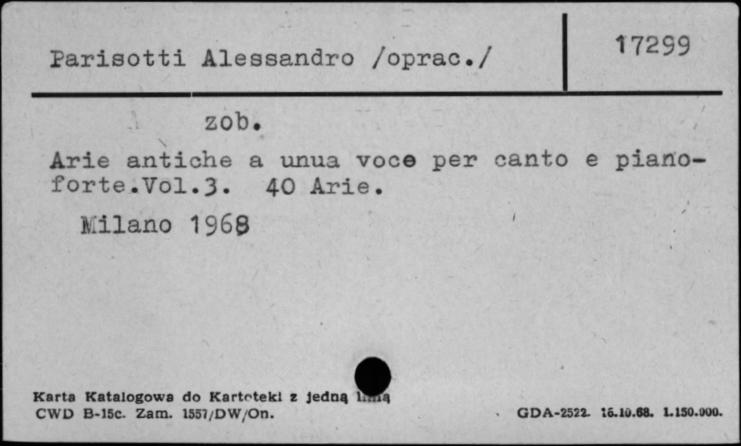 Parisotti Alessandro /oprac./
17299
zob.
Arie antiche a unua voce per canto e piano-
forte.Vol.3. 40 Arie.
Milano 1968
Karta Katalogowa do Kartoteki z jedną linią
CWD B-15c. Zam. 1557/DW/On.
GDA-2522. 16.10.68. 1.150.000.